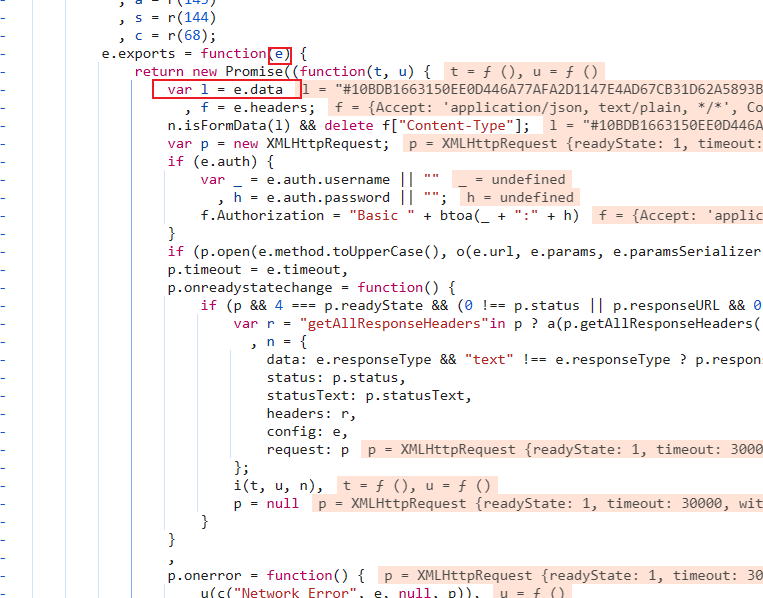 , a = r(145)
, s = r(144)
, c = r(68);
e.exports = function(e) {
return new Promise((function(t, u) { t = ƒ (), u = ƒ ()
var l = e.data l = "#10BDB1663150EE0D446A77AFA2D1147E4AD67CB31D62A5893B
, f = e.headers; f = {Accept: 'application/json, text/plain, */*', Co
n.isFormData(l) && delete f["Content-Type"]; l = "#10BDB1663150EE0D446A
var p = new XMLHttpRequest; p = XMLHttpRequest {readyState: 1, timeout:
if (e.auth) {
var _ = e.auth.username || "" _ = undefined
, h = e.auth.password || ""; h = undefined
f.Authorization = "Basic " + btoa(_ + ":" + h) f = {Accept: 'applic
}
if (p.open(e.method.toUpperCase(), o(e.url, e.params, e.paramsSerializer
p.timeout = e.timeout,
p.onreadystatechange = function() {
if (p && 4 === p.readyState && (0 !== p.status || p.responseURL && 0
var r = "getAllResponseHeaders"in p ? a(p.getAllResponseHeaders(
, n = {
data: e.responseType && "text" !== e.responseType ? p.respon
status: p.status,
statusText: p.statusText,
headers: r,
config: e,
request: p p = XMLHttpRequest {readyState: 1, timeout: 3000
};
i(t, u, n), t = ƒ (), u = ƒ ()
p = null p = XMLHttpRequest {readyState: 1, timeout: 30000, wit
}
}
,
p.onerror = function() { p = XMLHttpRequest {readyState: 1, timeout: 30
u(c("Network Error", e, null, p)), u = ƒ ()